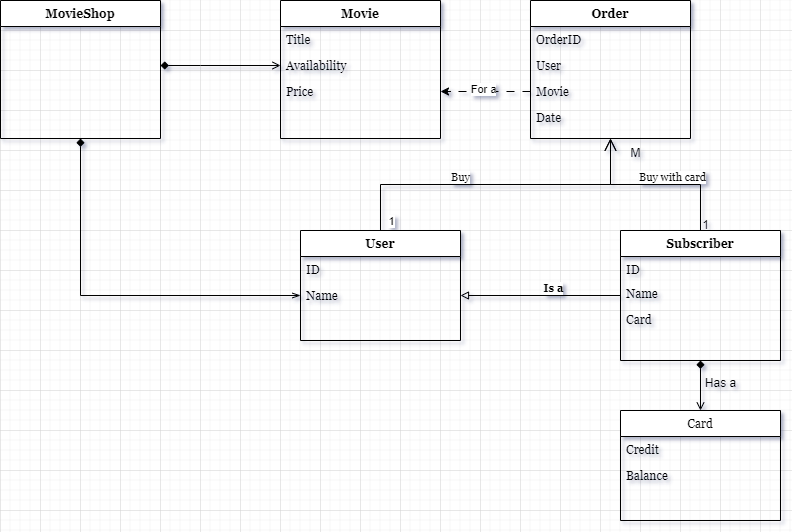 MovieShop
Movie
Title
Availability
Price
Order
OrderID
User
Movie
Date
For a
M
Buy
Buy with card
1
1
User
ID
Name
Is a
Subscriber
ID
Name
Card
Has a
Card
Credit
Balance